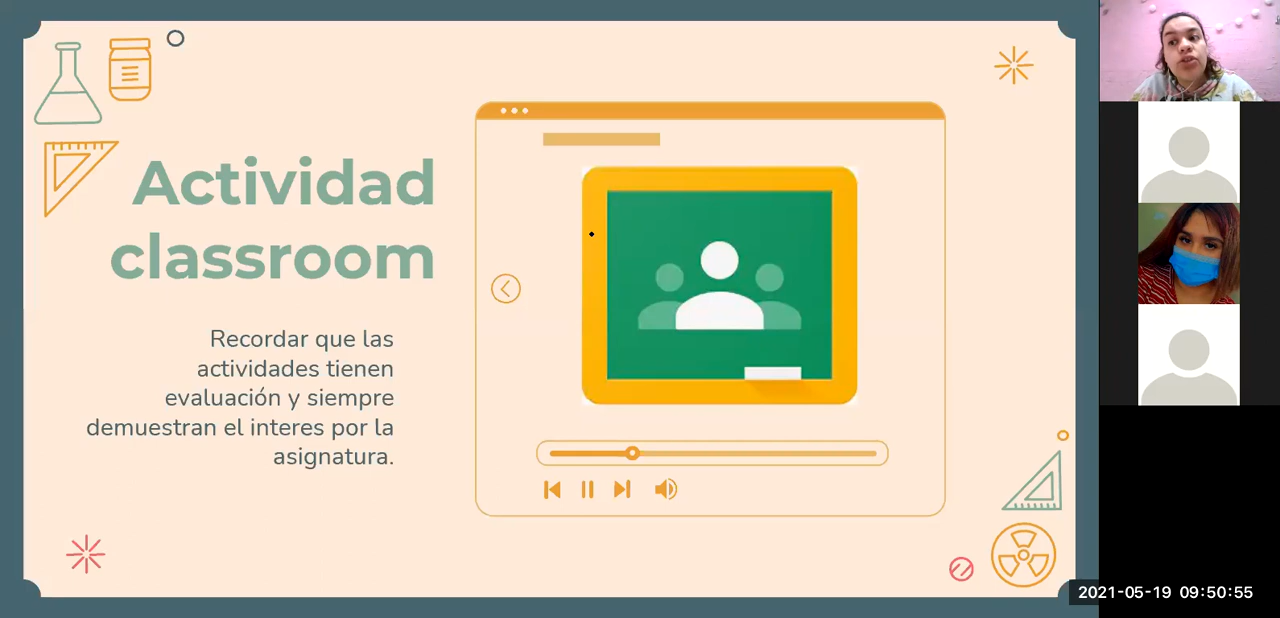 Actividad
classroom
Recordar que las
actividades tienen
evaluación y siempre
demuestran el interes por la
asignatura.
2021-05-19 09:50:55